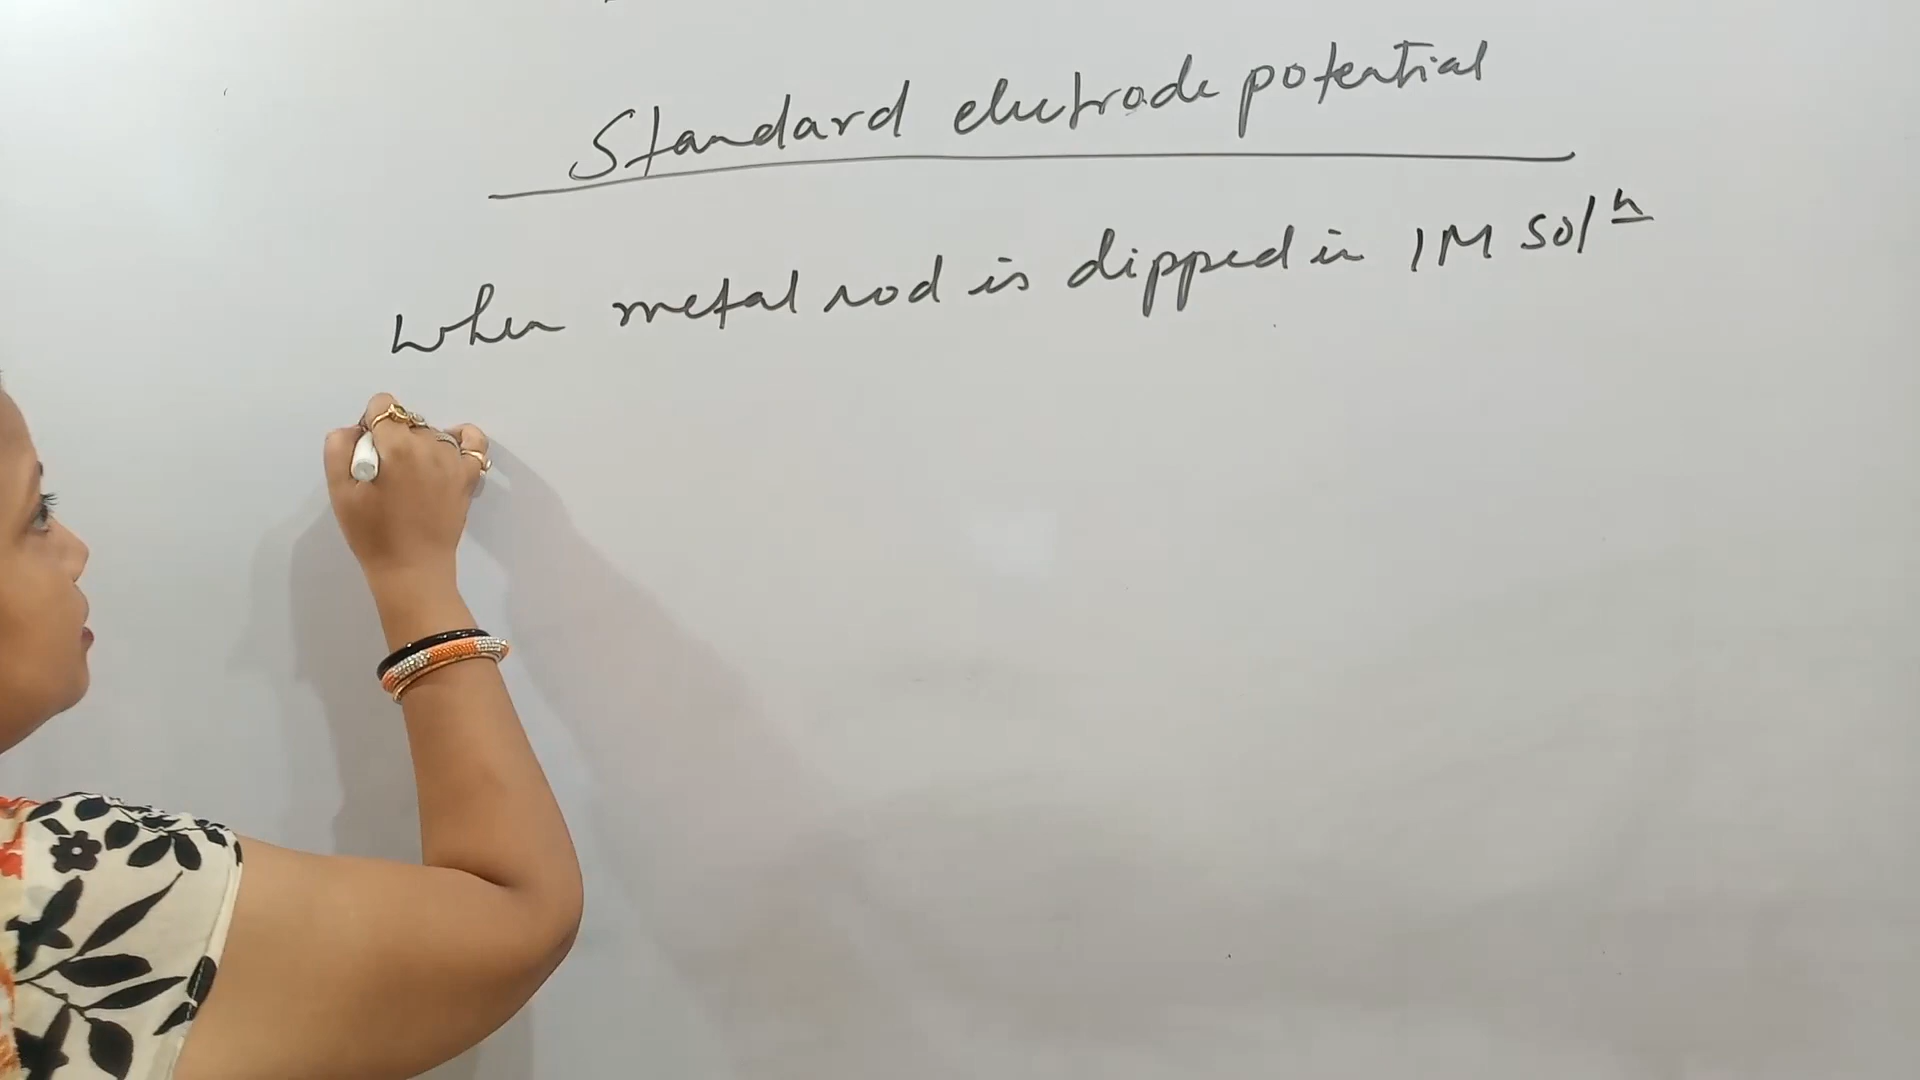 Standard electrode potential
When metal rod is dipped in 1M solⁿ